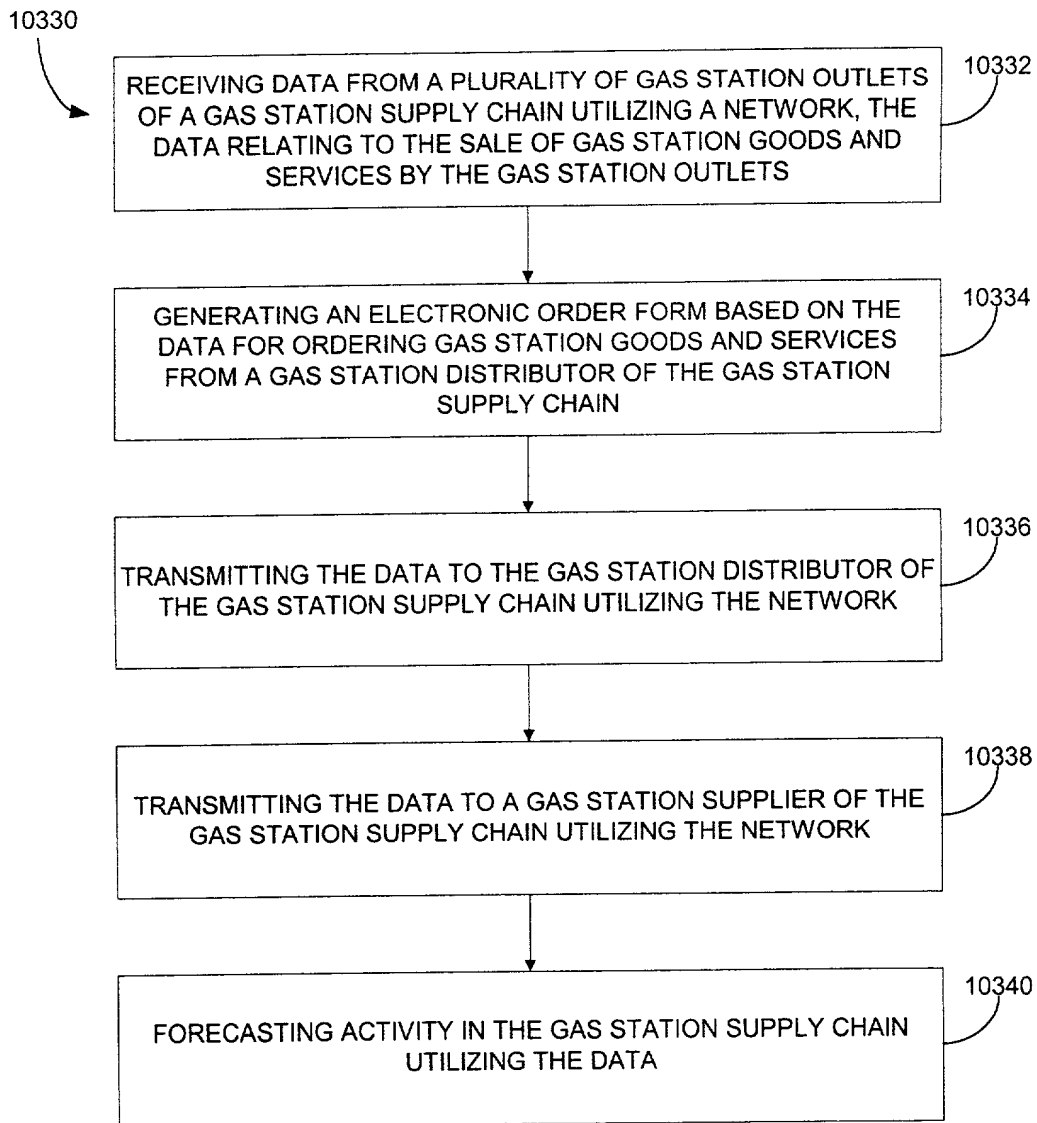 10330
10332
RECEIVING DATA FROM A PLURALITY OF GAS STATION OUTLETS
OF A GAS STATION SUPPLY CHAIN UTILIZING A NETWORK, THE
DATA RELATING TO THE SALE OF GAS STATION GOODS AND
SERVICES BY THE GAS STATION OUTLETS
10334
GENERATING AN ELECTRONIC ORDER FORM BASED ON THE
DATA FOR ORDERING GAS STATION GOODS AND SERVICES
FROM A GAS STATION DISTRIBUTOR OF THE GAS STATION
SUPPLY CHAIN
10336
TRANSMITTING THE DATA TO THE GAS STATION DISTRIBUTOR OF
THE GAS STATION SUPPLY CHAIN UTILIZING THE NETWORK
10338
TRANSMITTING THE DATA TO A GAS STATION SUPPLIER OF THE
GAS STATION SUPPLY CHAIN UTILIZING THE NETWORK
10340
FORECASTING ACTIVITY IN THE GAS STATION SUPPLY CHAIN
UTILIZING THE DATA